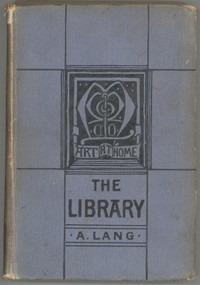 ART AT HOME
THE
LIBRARY
· A. LANG ·